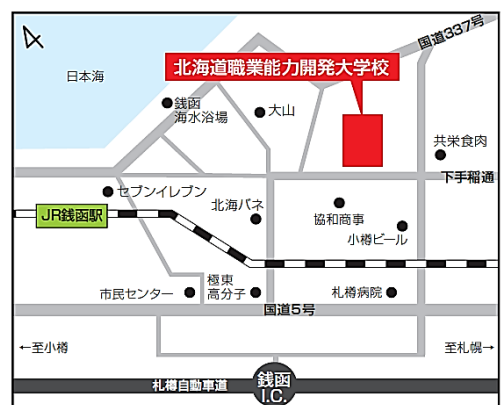 国道337号
日本海
北海道職業能力開発大学校
銭函
海水浴場
大山
共栄食肉
下手稲通
セブンイレブン
JR銭函駅
北海バネ
協和商事
小樽ビール
市民センター
極東
高分子
札樽病院
国道5号
←至小樽
至札幌→
札樽自動車道
銭函
I.C.